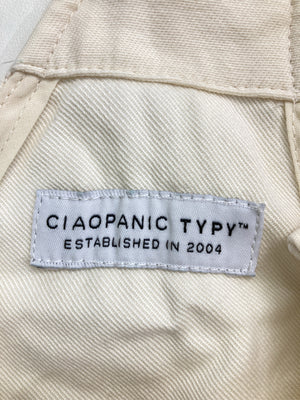 CIAOPANIC TYPY™
ESTABLISHED IN 2004